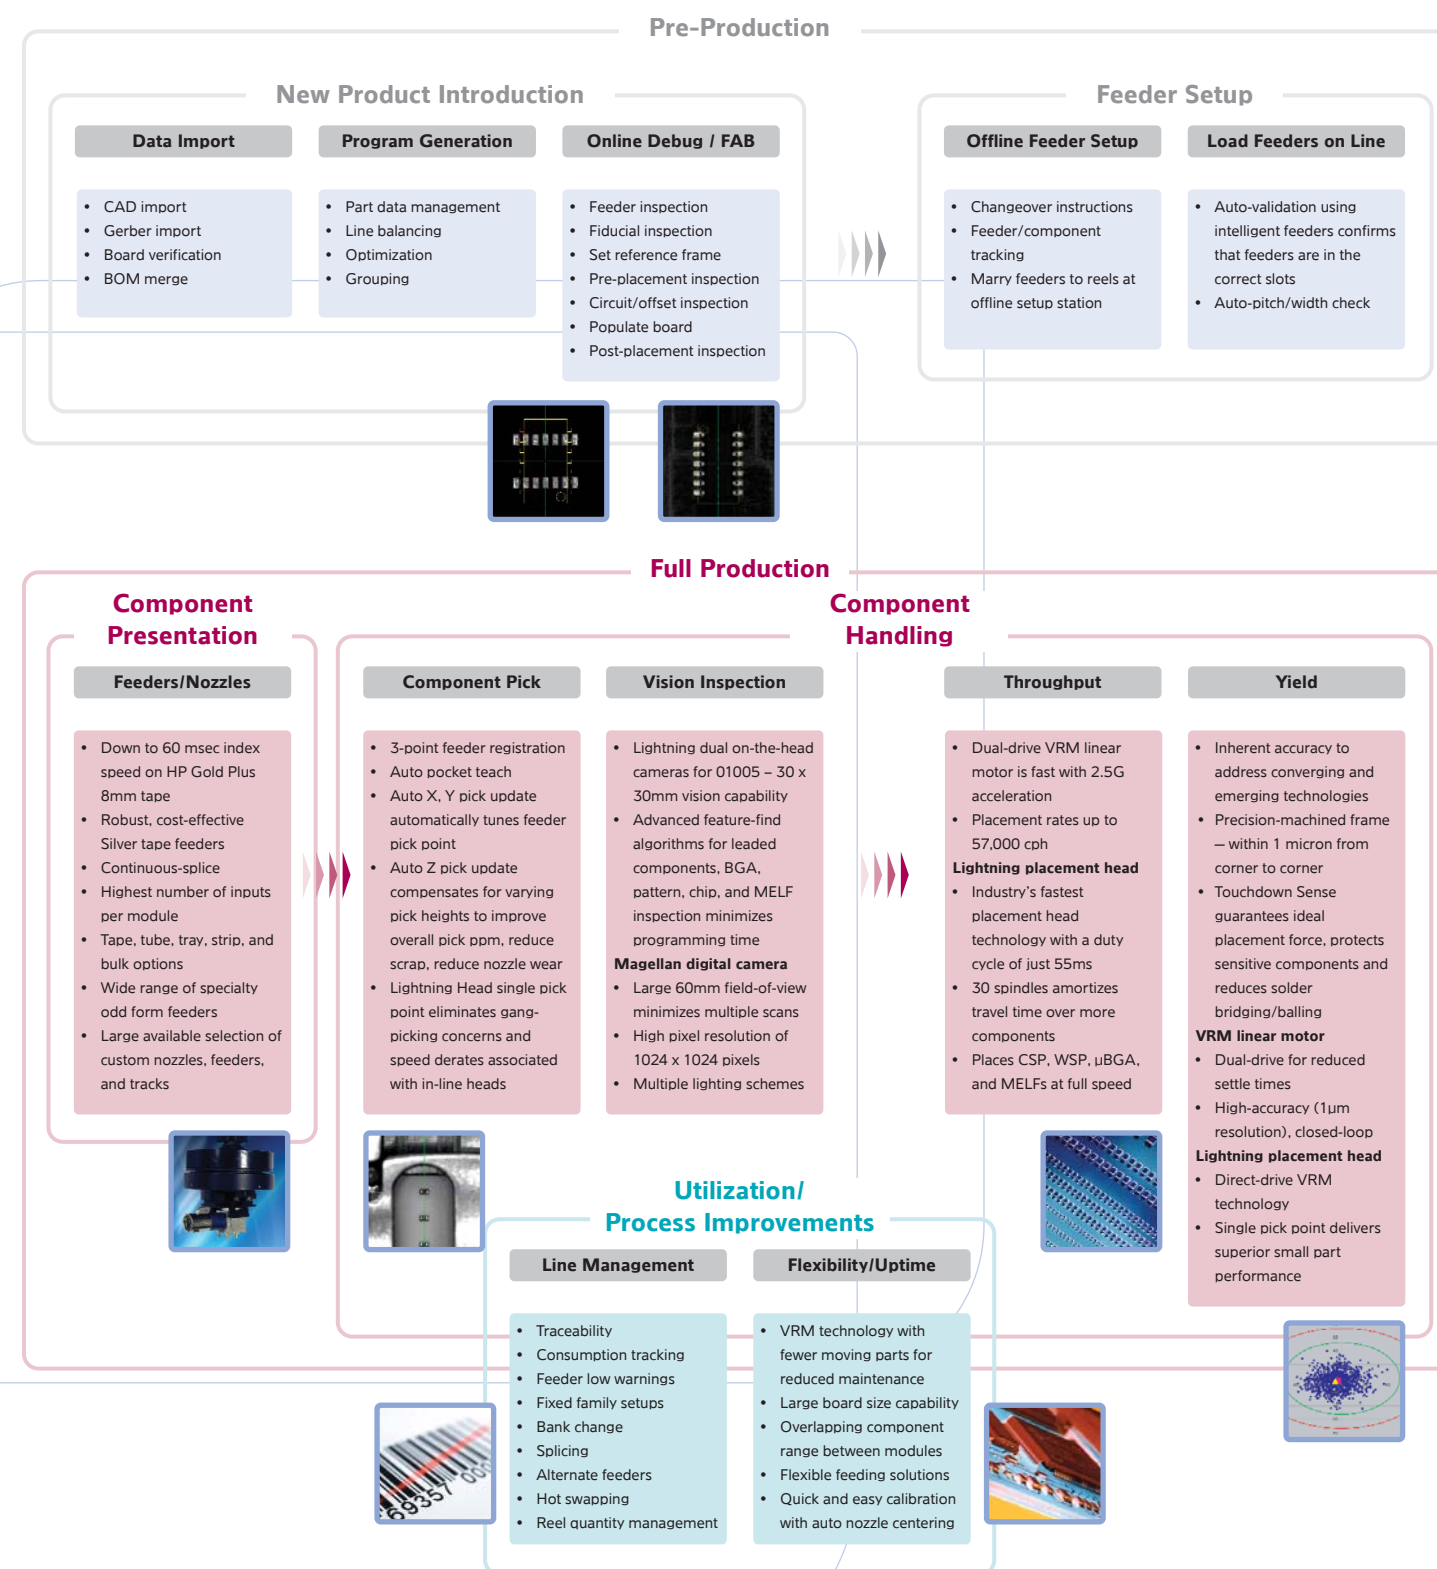 Pre-Production
New Product Introduction
Data Import
• CAD import
• Gerber import
• Board verification
• BOM merge
Program Generation
• Part data management
• Line balancing
• Optimization
• Grouping
Online Debug / FAB
• Feeder inspection
• Fiducial inspection
• Set reference frame
• Pre-placement inspection
• Circuit/offset inspection
• Populate board
• Post-placement inspection
Feeder Setup
Offline Feeder Setup
• Changeover instructions
• Feeder/component
tracking
• Marry feeders to reels at
offline setup station
Load Feeders on Line
• Auto-validation using
intelligent feeders confirms
that feeders are in the
correct slots
• Auto-pitch/width check
Full Production
Component
Presentation
Feeders/Nozzles
• Down to 60 msec index
speed on HP Gold Plus
8mm tape
• Robust, cost-effective
Silver tape feeders
• Continuous-splice
• Highest number of inputs
per module
• Tape, tube, tray, strip, and
bulk options
• Wide range of specialty
odd form feeders
• Large available selection of
custom nozzles, feeders,
and tracks
Component
Handling
Component Pick
• 3-point feeder registration
• Auto pocket teach
• Auto X, Y pick update
automatically tunes feeder
pick point
• Auto Z pick update
compensates for varying
pick heights to improve
overall pick ppm, reduce
scrap, reduce nozzle wear
• Lightning Head single pick
point eliminates gang-
picking concerns and
speed derates associated
with in-line heads
Vision Inspection
• Lightning dual on-the-head
cameras for 01005 – 30 x
30mm vision capability
• Advanced feature-find
algorithms for leaded
components, BGA,
pattern, chip, and MELF
inspection minimizes
programming time
Magellan digital camera
• Large 60mm field-of-view
minimizes multiple scans
• High pixel resolution of
1024 x 1024 pixels
• Multiple lighting schemes
Throughput
• Dual-drive VRM linear
motor is fast with 2.5G
acceleration
• Placement rates up to
57,000 cph
Lightning placement head
• Industry's fastest
placement head
technology with a duty
cycle of just 55ms
• 30 spindles amortizes
travel time over more
components
• Places CSP, WSP, µBGA,
and MELFs at full speed
Yield
• Inherent accuracy to
address converging and
emerging technologies
• Precision-machined frame
— within 1 micron from
corner to corner
• Touchdown Sense
guarantees ideal
placement force, protects
sensitive components and
reduces solder
bridging/balling
VRM linear motor
• Dual-drive for reduced
settle times
• High-accuracy (1µm
resolution), closed-loop
Lightning placement head
• Direct-drive VRM
technology
• Single pick point delivers
superior small part
performance
Utilization/
Process Improvements
Line Management
• Traceability
• Consumption tracking
• Feeder low warnings
• Fixed family setups
• Bank change
• Splicing
• Alternate feeders
• Hot swapping
• Reel quantity management
Flexibility/Uptime
• VRM technology with
fewer moving parts for
reduced maintenance
• Large board size capability
• Overlapping component
range between modules
• Flexible feeding solutions
• Quick and easy calibration
with auto nozzle centering
69357 000